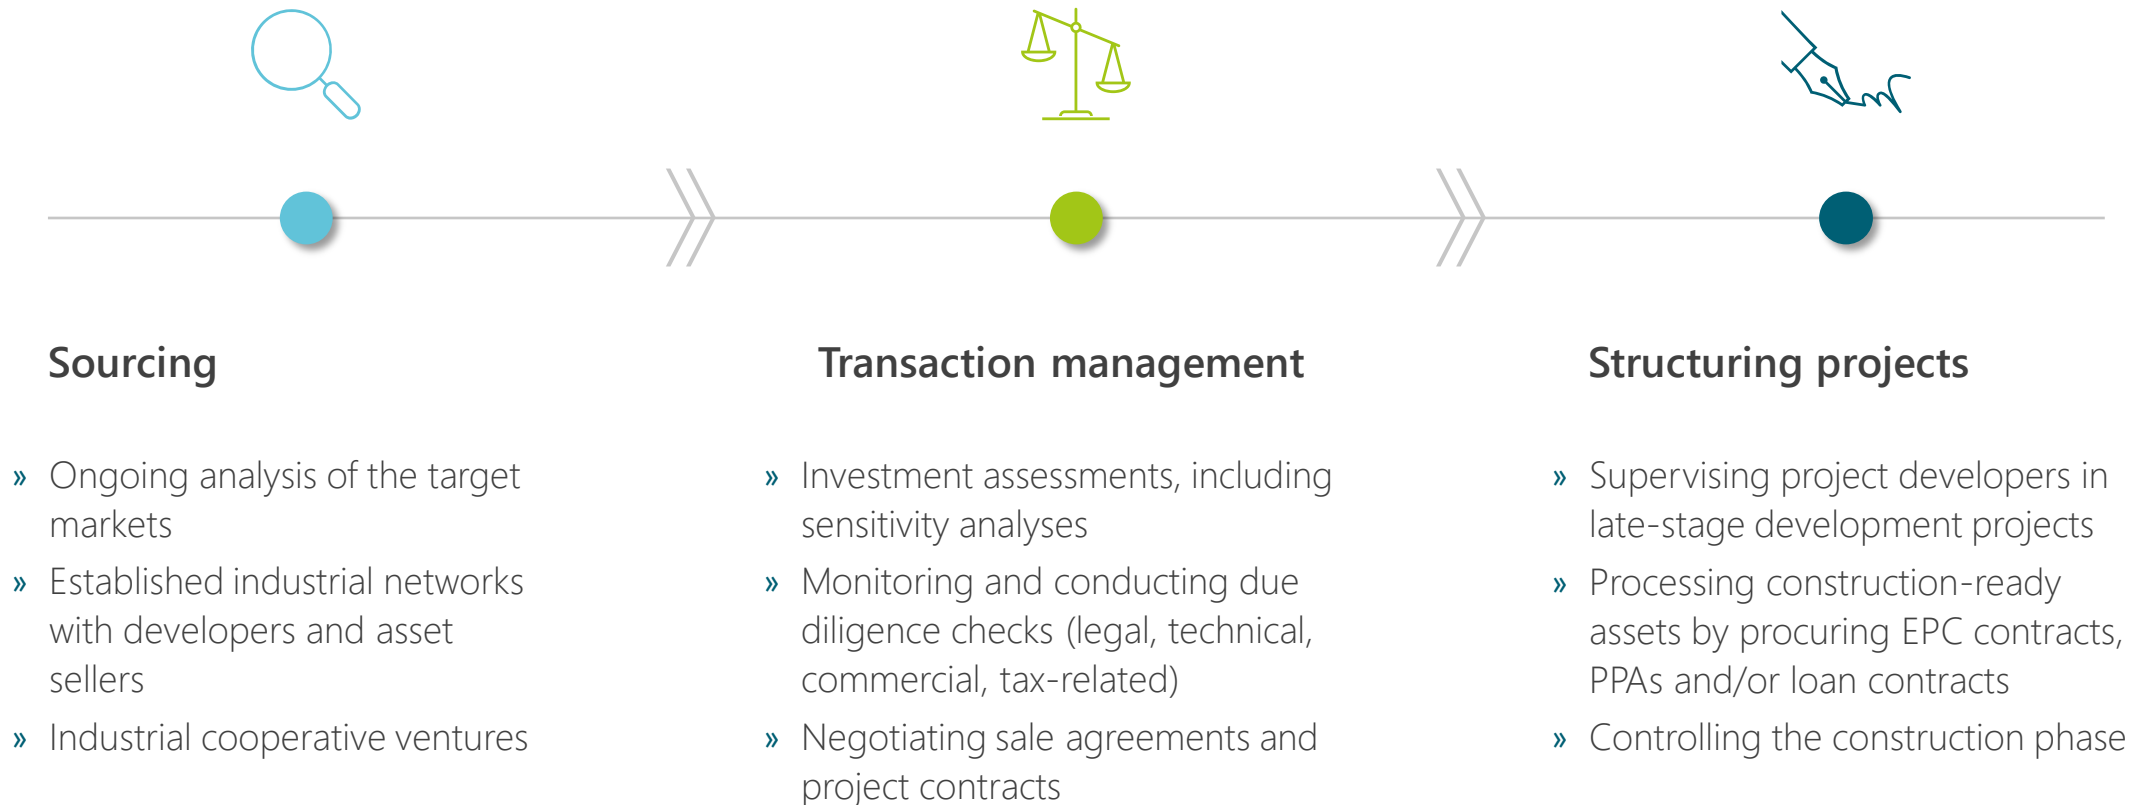 Sourcing
» Ongoing analysis of the target
markets
» Established industrial networks
with developers and asset
sellers
» Industrial cooperative ventures
Transaction management
» Investment assessments, including
sensitivity analyses
» Monitoring and conducting due
diligence checks (legal, technical,
commercial, tax-related)
» Negotiating sale agreements and
project contracts
Structuring projects
» Supervising project developers in
late-stage development projects
» Processing construction-ready
assets by procuring EPC contracts,
PPAs and/or loan contracts
» Controlling the construction phase